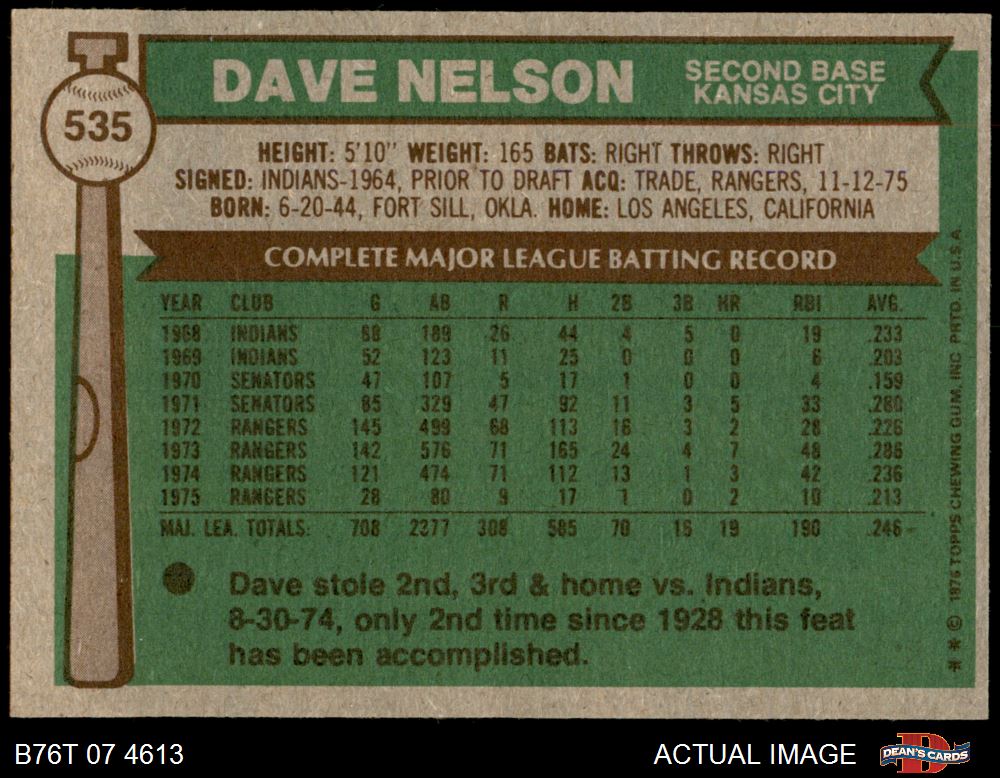 535
DAVE NELSON
SECOND BASE
KANSAS CITY
HEIGHT: 5'10" WEIGHT: 165 BATS: RIGHT THROWS: RIGHT
SIGNED: INDIANS-1964, PRIOR TO DRAFT ACQ: TRADE, RANGERS, 11-12-75
BORN: 6-20-44, FORT SILL, OKLA. HOME: LOS ANGELES, CALIFORNIA
COMPLETE MAJOR LEAGUE BATTING RECORD
YEAR CLUB G AB R H 2B 3B HR RBI AVG.
1968 INDIANS 88 189 26 44 4 5 0 19 .233
1969 INDIANS 52 123 11 25 0 0 0 6 .203
1970 SENATORS 47 107 5 17 1 0 0 4 .159
1971 SENATORS 85 329 47 92 11 3 5 33 .280
1972 RANGERS 145 499 68 113 16 3 2 28 .226
1973 RANGERS 142 576 71 165 24 4 7 48 .286
1974 RANGERS 121 474 71 112 13 1 3 42 .236
1975 RANGERS 28 80 9 17 1 0 2 10 .213
MAJ. LEA. TOTALS: 708 2377 308 585 70 16 19 190 .246
Dave stole 2nd, 3rd & home vs. Indians,
8-30-74, only 2nd time since 1928 this feat
has been accomplished.
* * © 1976 TOPPS CHEWING GUM, INC. PRTD. IN U.S.A.
B76T 07 4613
ACTUAL IMAGE
DEAN'S CARDS